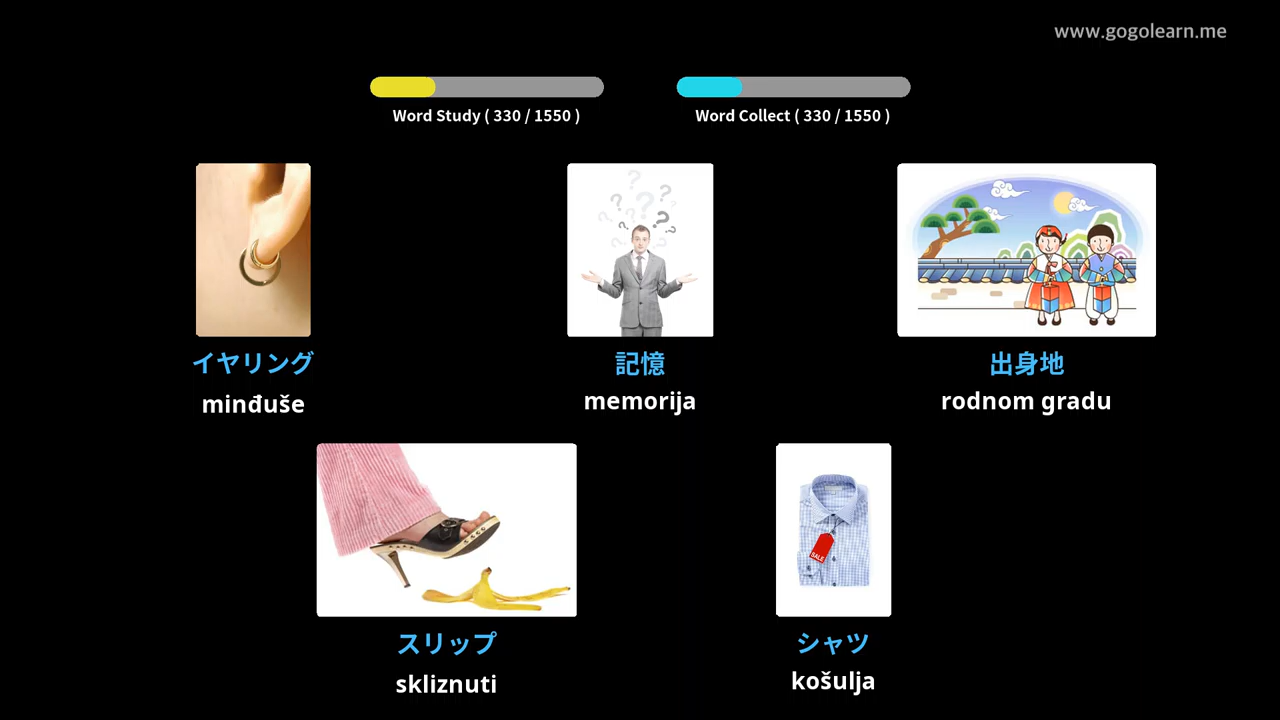 www.gogolearn.me
Word Study ( 330 / 1550 )
Word Collect ( 330 / 1550 )
イヤリング
minđuše
記憶
memorija
出身地
rodnom gradu
SALE
スリップ
skliznuti
シャツ
košulja